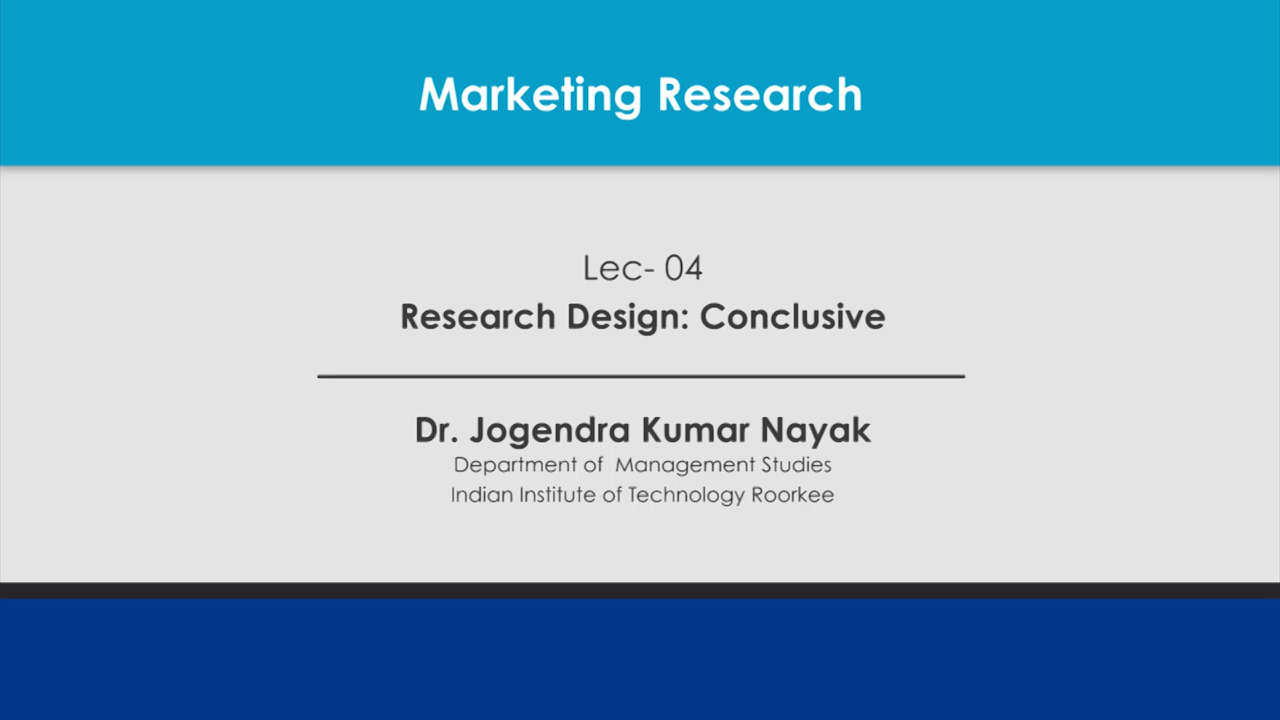 Marketing Research
Lec- 04
Research Design: Conclusive
Dr. Jogendra Kumar Nayak
Department of Management Studies
Indian Institute of Technology Roorkee